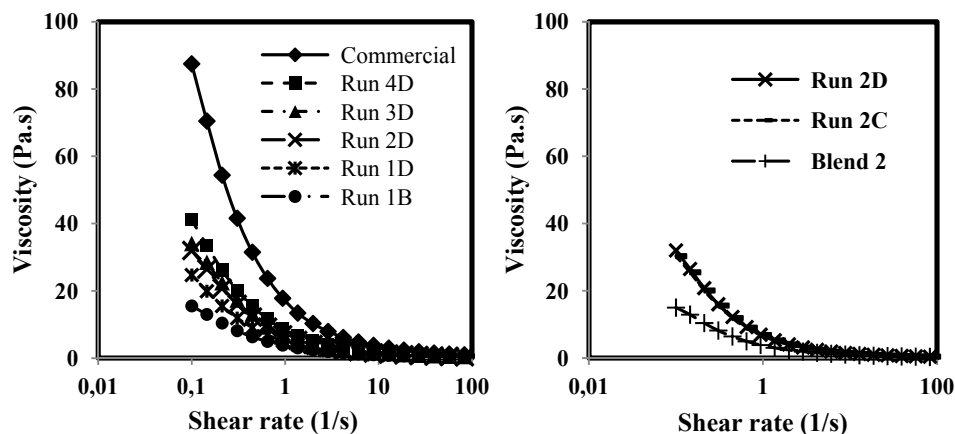 100
80
60
40
20
0
Viscosity (Pa.s)
0,01
0,1
1
10
100
Shear rate (1/s)
Commercial
Run 4D
Run 3D
Run 2D
Run 1D
Run 1B
100
80
60
40
20
0
Viscosity (Pa.s)
0,01
1
100
Shear rate (1/s)
Run 2D
Run 2C
Blend 2